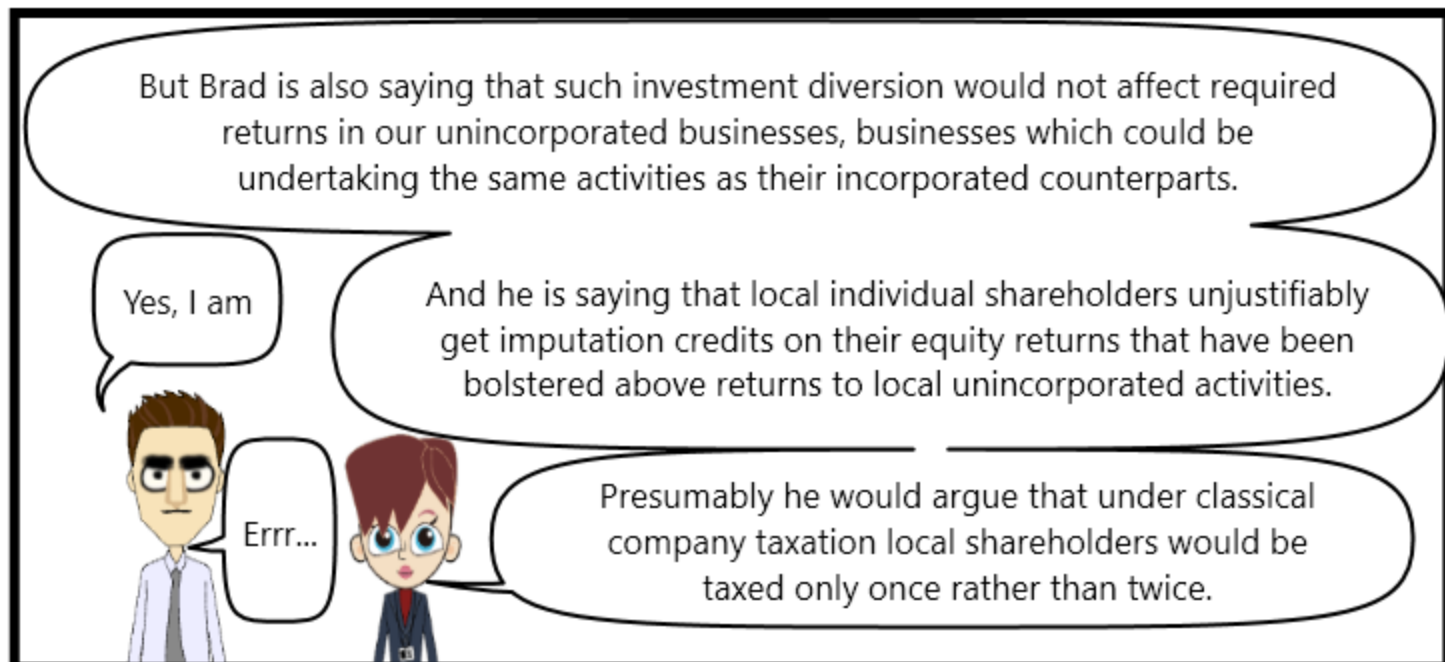 But Brad is also saying that such investment diversion would not affect required
returns in our unincorporated businesses, businesses which could be
undertaking the same activities as their incorporated counterparts.
Yes, I am
And he is saying that local individual shareholders unjustifiably
get imputation credits on their equity returns that have been
bolstered above returns to local unincorporated activities.
Errr...
Presumably he would argue that under classical
company taxation local shareholders would be
taxed only once rather than twice.